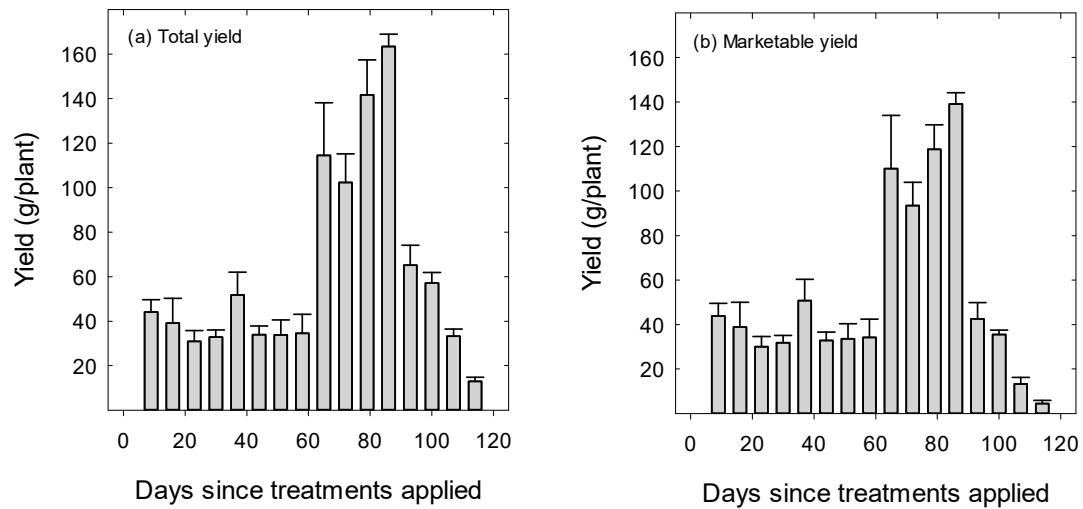 (a) Total yield
160
140
120
100
80
60
40
20
Yield (g/plant)
0 20 40 60 80 100 120
Days since treatments applied
(b) Marketable yield
160
140
120
100
80
60
40
20
Yield (g/plant)
0 20 40 60 80 100 120
Days since treatments applied